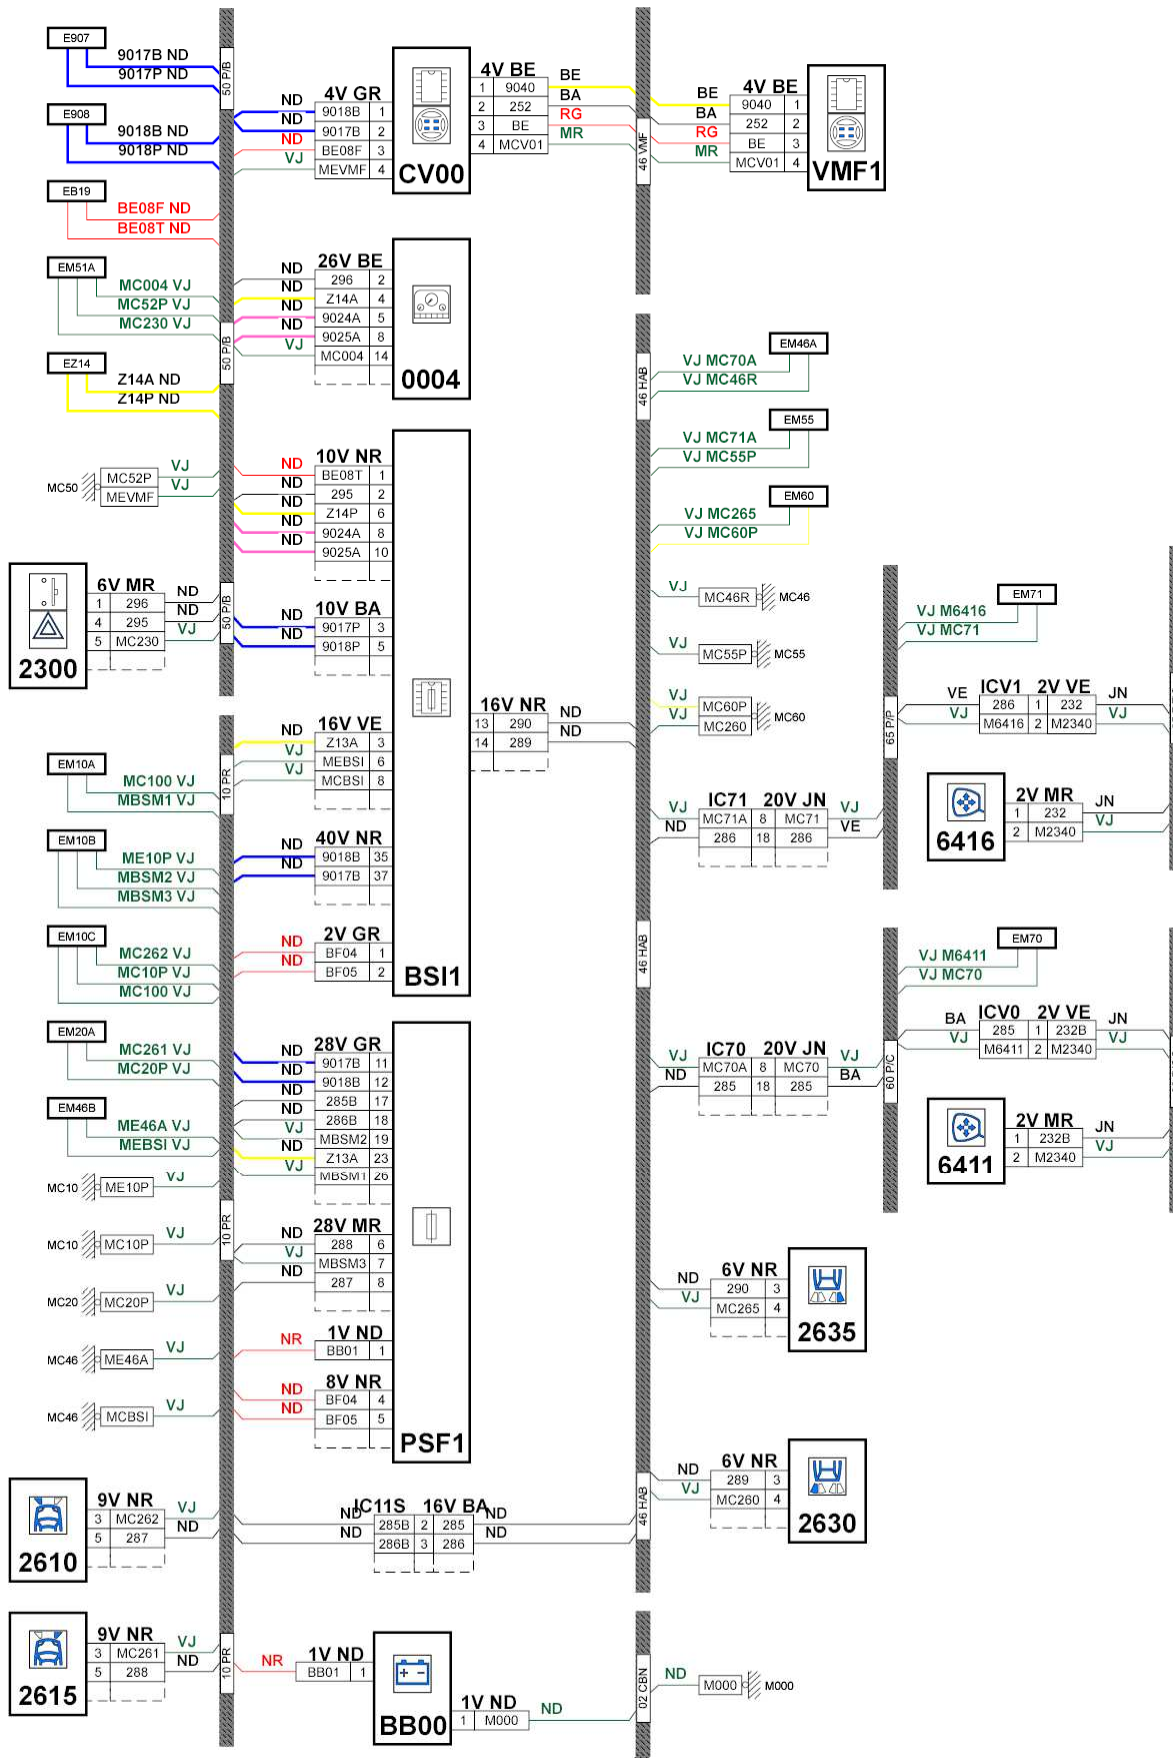 E907
9017B ND
9017P ND
E908
9018B ND
9018P ND
EB19
BE08F ND
BE08T ND
EM51A
MC004 VJ
MC52P VJ
MC230 VJ
EZ14
Z14A ND
Z14P ND
MC50 MC52P VJ
MEVMF VJ
2300
6V MR
1 296 ND
4 295 ND
5 MC230 VJ
EM10A
MC100 VJ
MBSM1 VJ
EM10B
ME10P VJ
MBSM2 VJ
MBSM3 VJ
EM10C
MC262 VJ
MC10P VJ
MC100 VJ
EM20A
MC261 VJ
MC20P VJ
EM46B
ME46A VJ
MEBSI VJ
MC10 ME10P VJ
MC10 MC10P VJ
MC20 MC20P VJ
MC46 ME46A VJ
MC46 MCBSI VJ
2610
9V NR
3 MC262 VJ
5 287 ND
2615
9V NR
3 MC261 VJ
5 288 ND
50 P/B
50 P/B
50 P/B
10 PR
10 PR
10 PR
4V GR
ND 9018B 1
ND 9017B 2
ND BE08F 3
VJ MEVMF 4
CV00
4V BE
1 9040 BE
2 252 BA
3 BE RG
4 MCV01 MR
46 VMF
4V BE
BE 9040 1
BA 252 2
RG BE 3
MR MCV01 4
VMF1
26V BE
ND 296 2
ND Z14A 4
ND 9024A 5
ND 9025A 8
VJ MC004 14
0004
10V NR
ND BE08T 1
ND 295 2
ND Z14P 6
ND 9024A 8
ND 9025A 10
10V BA
ND 9017P 3
ND 9018P 5
16V VE
ND Z13A 3
VJ MEBSI 6
VJ MCBSI 8
40V NR
ND 9018B 35
ND 9017B 37
2V GR
ND BF04 1
ND BF05 2
BSI1
16V NR
13 290 ND
14 289 ND
28V GR
ND 9017B 11
ND 9018B 12
ND 285B 17
ND 286B 18
VJ MBSM2 19
ND Z13A 23
VJ MBSM1 26
28V MR
ND 288 6
VJ MBSM3 7
ND 287 8
1V ND
NR BB01 1
8V NR
ND BF04 4
ND BF05 5
PSF1
IC11S 16V BA
ND 285B 2 285 ND
ND 286B 3 286 ND
1V ND
NR BB01 1
BB00
1V ND
1 M000 ND
02 CBN
ND M000 M000
46 HAB
46 HAB
46 HAB
EM46A
VJ MC70A
VJ MC46R
EM55
VJ MC71A
VJ MC55P
EM60
VJ MC265
VJ MC60P
VJ MC46R MC46
VJ MC55P MC55
VJ MC60P MC60
VJ MC260
IC71 20V JN
VJ MC71A 8 MC71 VJ
ND 286 18 286 VE
IC70 20V JN
VJ MC70A 8 MC70 VJ
ND 285 18 285 BA
6V NR
ND 290 3
VJ MC265 4
2635
6V NR
ND 289 3
VJ MC260 4
2630
65 P/P
EM71
VJ M6416
VJ MC71
ICV1 2V VE
VE 286 1 232 JN
VJ M6416 2 M2340 VJ
6416
2V MR
1 232 JN
2 M2340 VJ
60 P/C
EM70
VJ M6411
VJ MC70
ICV0 2V VE
BA 285 1 232B JN
VJ M6411 2 M2340 VJ
6411
2V MR
1 232B JN
2 M2340 VJ